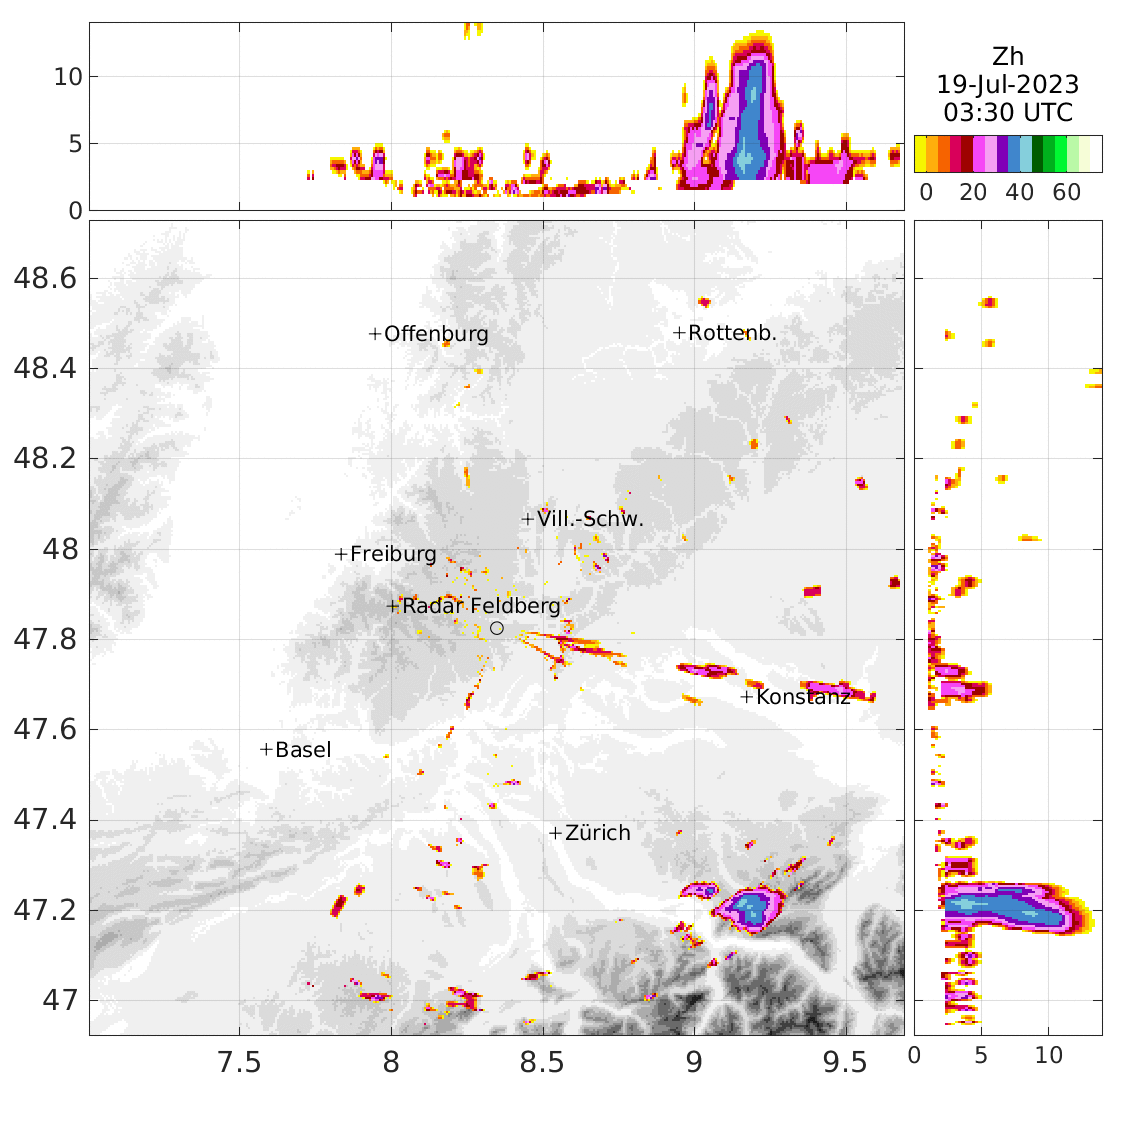 10
5
0
Zh
19-Jul-2023
03:30 UTC
0 20 40 60
48.6
48.4
48.2
48
47.8
47.6
47.4
47.2
47
+Offenburg
+Rottenb.
+Vill.-Schw.
+Freiburg
+Radar Feldberg
+Konstanz
+Basel
+Zürich
7.5 8 8.5 9 9.5
0 5 10